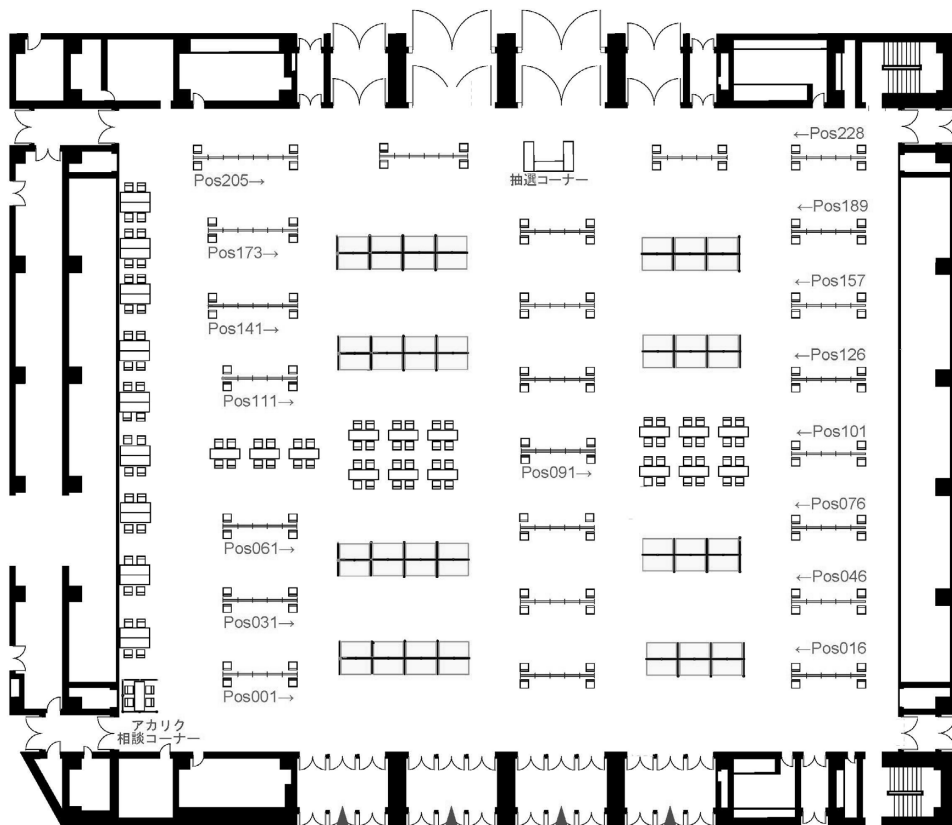 ←Pos228
Pos205→
抽選コーナー
←Pos189
Pos173→
←Pos157
Pos141→
←Pos126
Pos111→
←Pos101
Pos091→
←Pos076
Pos061→
←Pos046
Pos031→
←Pos016
Pos001→
アカリク
相談コーナー